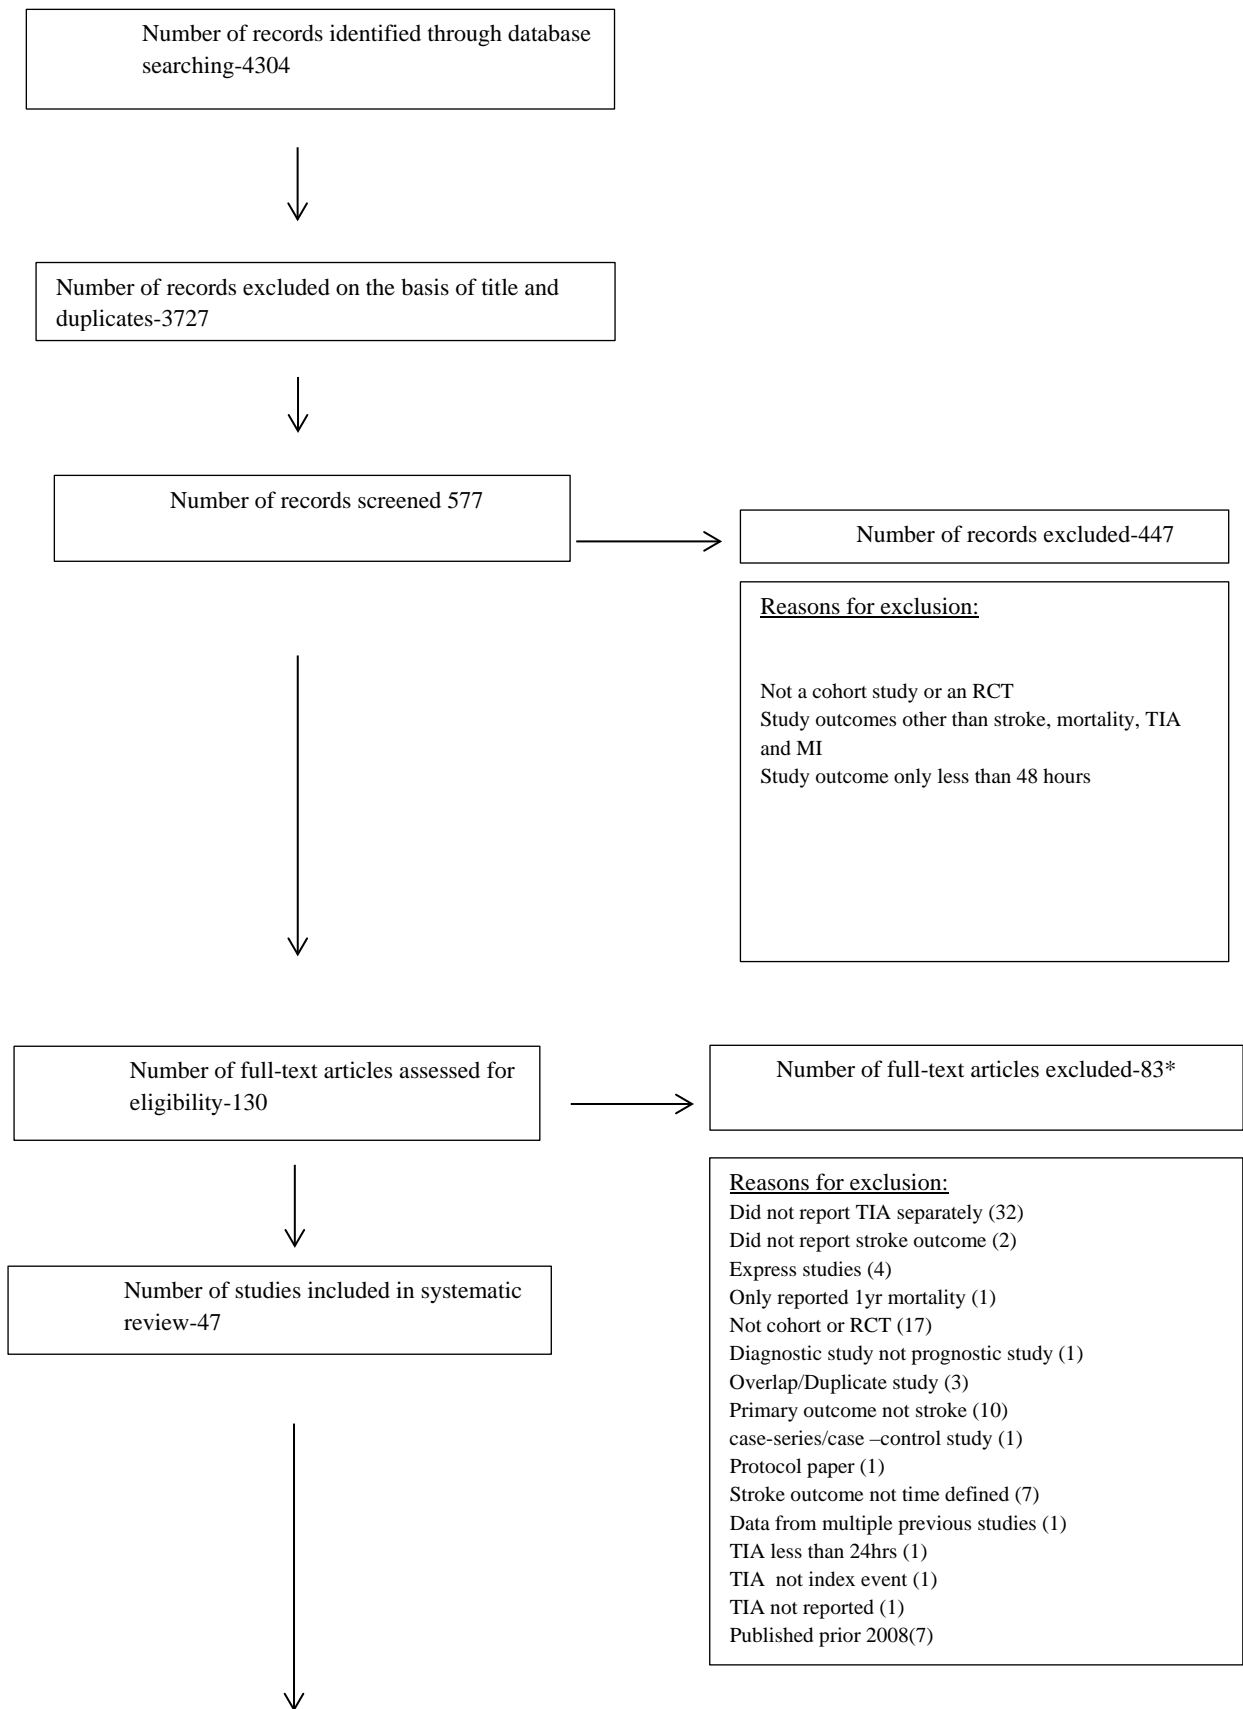 Number of records identified through database
searching-4304
Number of records excluded on the basis of title and
duplicates-3727
Number of records screened 577
Number of records excluded-447
Reasons for exclusion:
Not a cohort study or an RCT
Study outcomes other than stroke, mortality, TIA
and MI
Study outcome only less than 48 hours
Number of full-text articles assessed for
eligibility-130
Number of full-text articles excluded-83*
Reasons for exclusion:
Did not report TIA separately (32)
Did not report stroke outcome (2)
Express studies (4)
Only reported 1yr mortality (1)
Not cohort or RCT (17)
Diagnostic study not prognostic study (1)
Overlap/Duplicate study (3)
Primary outcome not stroke (10)
case-series/case –control study (1)
Protocol paper (1)
Stroke outcome not time defined (7)
Data from multiple previous studies (1)
TIA less than 24hrs (1)
TIA  not index event (1)
TIA not reported (1)
Published prior 2008(7)
Number of studies included in systematic
review-47